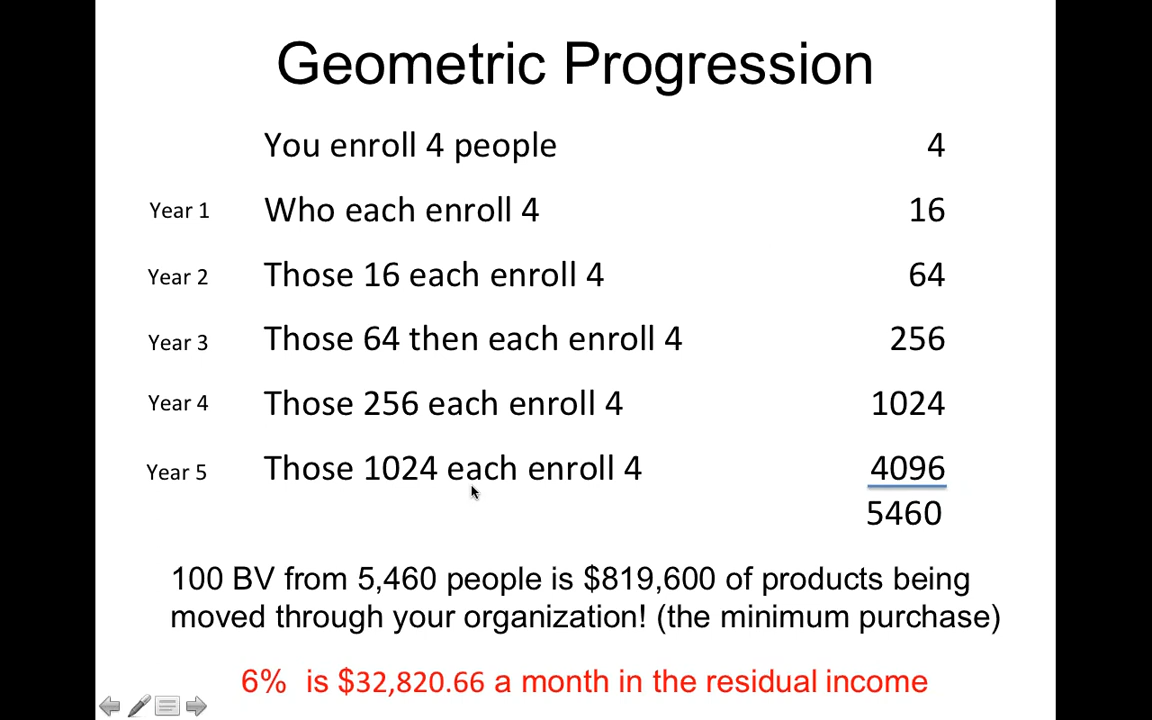 Geometric Progression
You enroll 4 people 4
Year 1 Who each enroll 4 16
Year 2 Those 16 each enroll 4 64
Year 3 Those 64 then each enroll 4 256
Year 4 Those 256 each enroll 4 1024
Year 5 Those 1024 each enroll 4 4096
5460
100 BV from 5,460 people is $819,600 of products being
moved through your organization! (the minimum purchase)
6% is $32,820.66 a month in the residual income